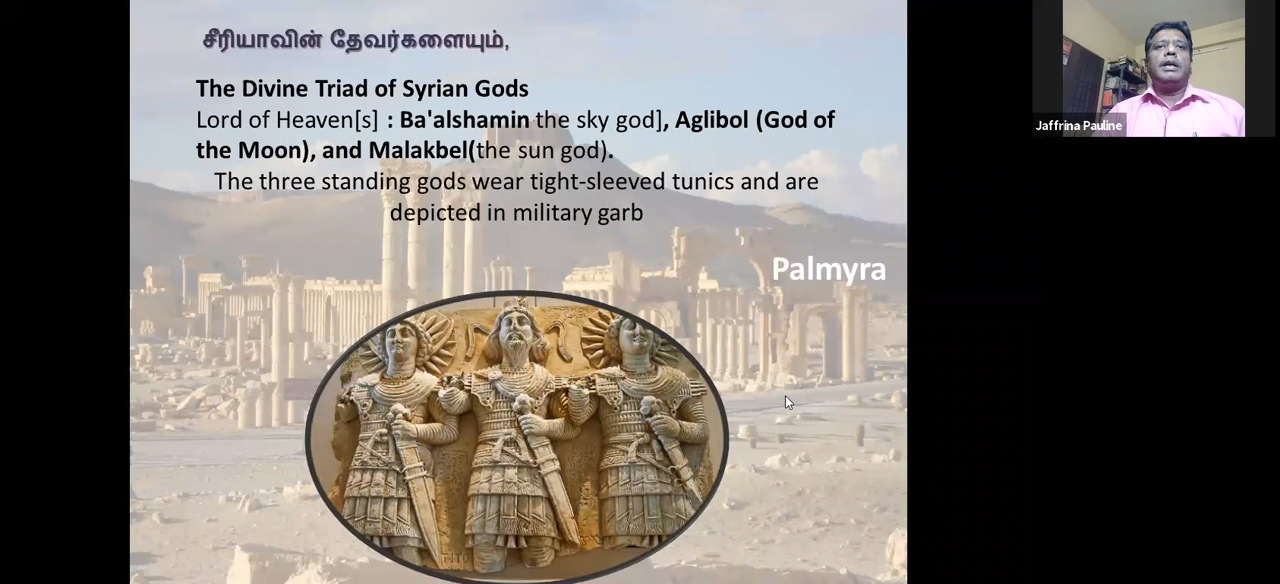 சீரியாவின் தேவர்களையும்,
The Divine Triad of Syrian Gods
Lord of Heaven[s] : Ba'alshamin the sky god], Aglibol (God of
the Moon), and Malakbel(the sun god).
The three standing gods wear tight-sleeved tunics and are
depicted in military garb
Palmyra
Jaffrina Pauline